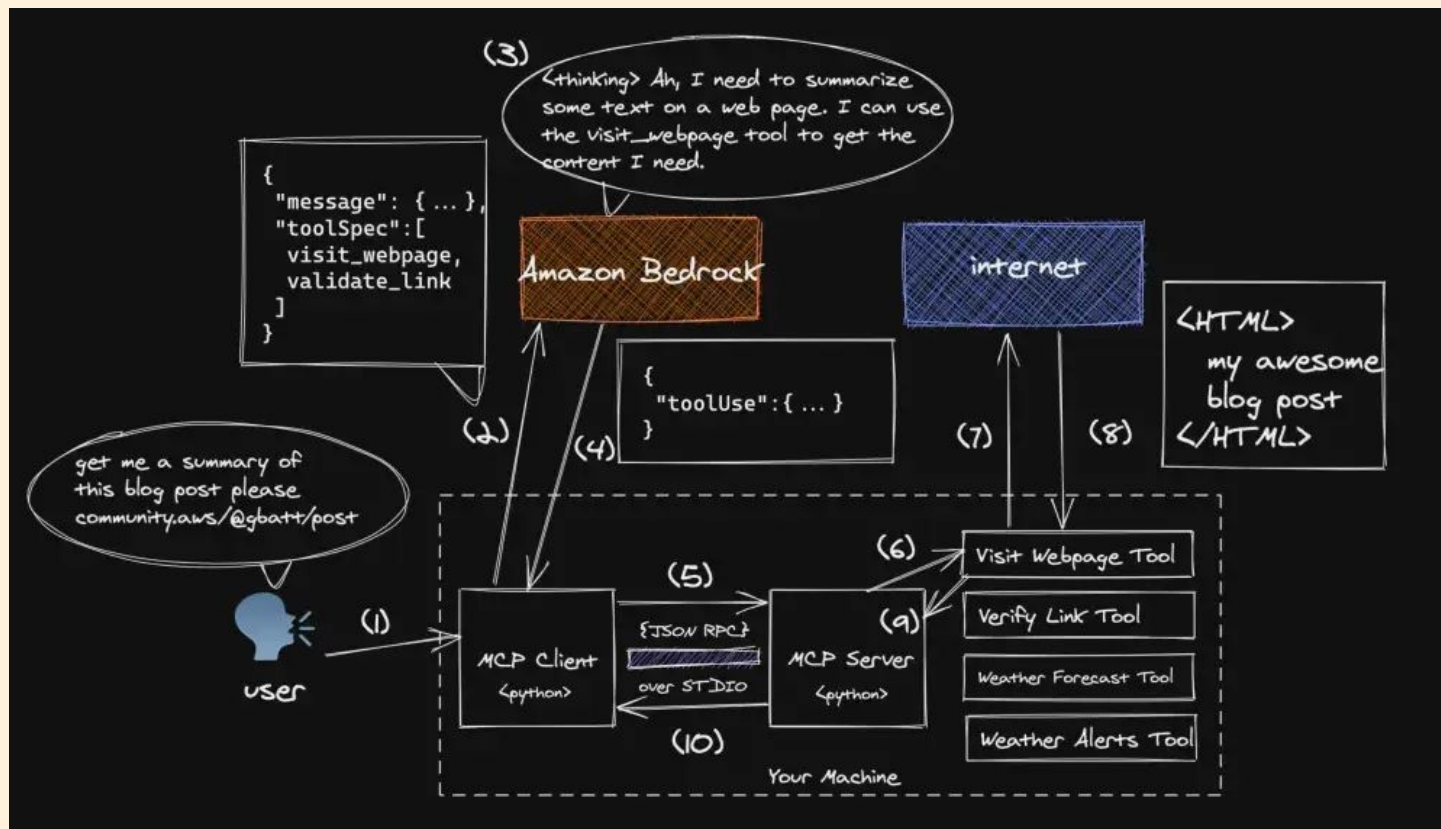 (3)
<thinking> Ah, I need to summarize
some text on a web page. I can use
the visit_webpage tool to get the
content I need.
{
"message": {...},
"toolSpec":[
visit_webpage,
validate_link
]
}
Amazon Bedrock
internet
<HTML>
my awesome
blog post
</HTML>
{
"toolUse":{...}
}
(2)
(4)
(7)
(8)
get me a summary of
this blog post please
community.aws/@gbatt/post
(1)
user
MCP Client
<python>
(5)
{JSON RPC}
over STDIO
(10)
MCP Server
<python>
(6)
(9)
Visit Webpage Tool
Verify Link Tool
Weather Forecast Tool
Weather Alerts Tool
Your Machine